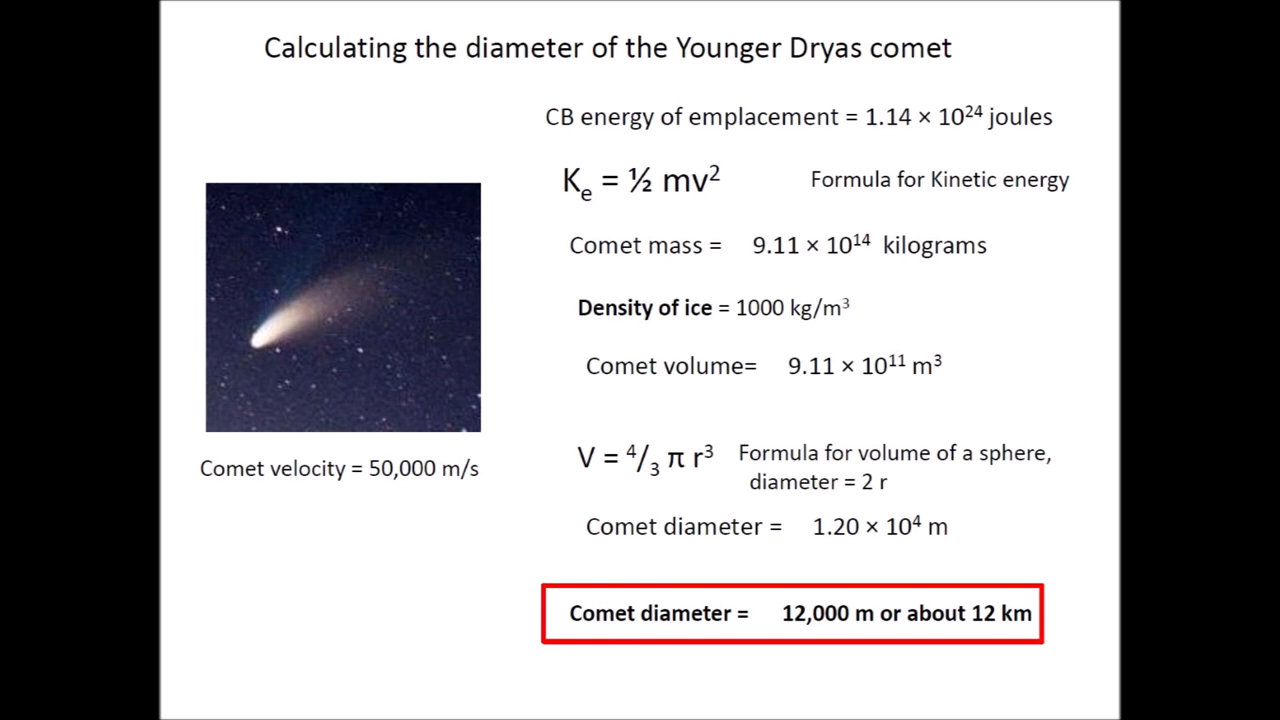 Calculating the diameter of the Younger Dryas comet
CB energy of emplacement = 1.14 × 10²⁴ joules
Kₑ = ½ mv² Formula for Kinetic energy
Comet mass = 9.11 × 10¹⁴ kilograms
Density of ice = 1000 kg/m³
Comet volume= 9.11 × 10¹¹ m³
V = ⁴/₃ π r³ Formula for volume of a sphere,
diameter = 2 r
Comet velocity = 50,000 m/s
Comet diameter = 1.20 × 10⁴ m
Comet diameter = 12,000 m or about 12 km